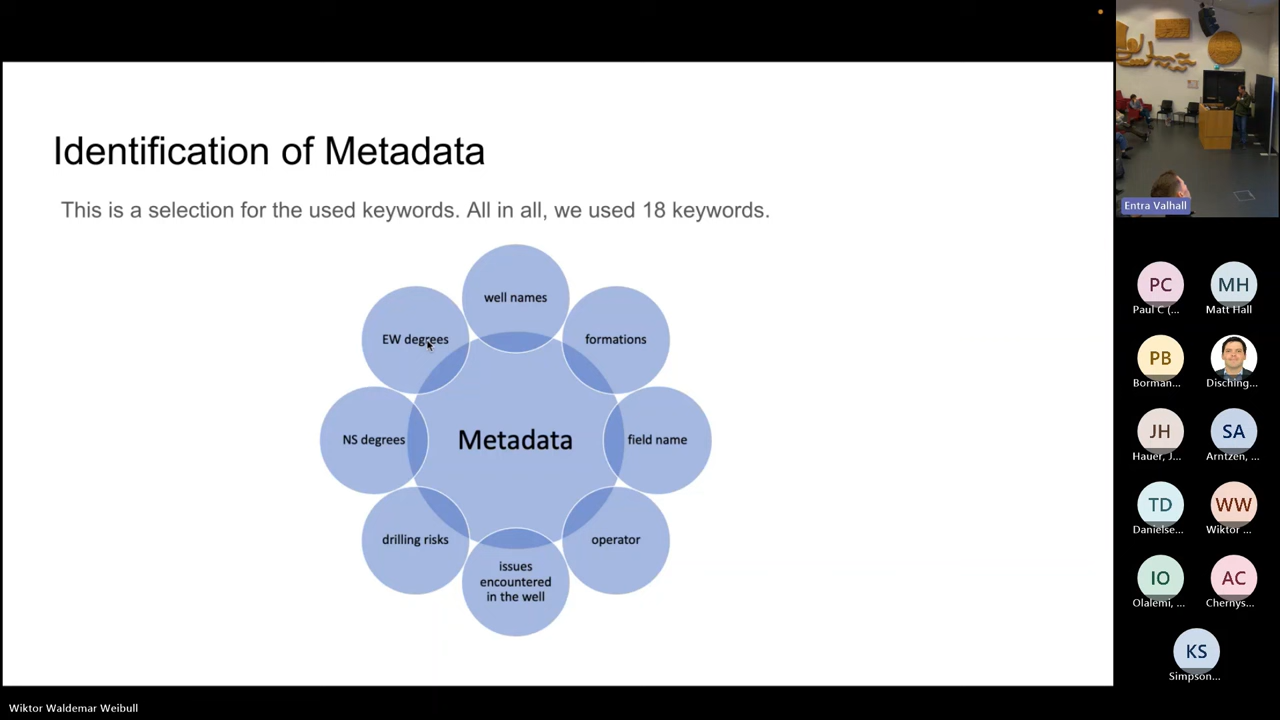 Identification of Metadata
This is a selection for the used keywords. All in all, we used 18 keywords.
well names
EW degrees
formations
NS degrees
Metadata
field name
drilling risks
operator
issues
encountered
in the well
Entra Valhall
PC
MH
Paul C (...
Matt Hall
PB
Borman...
Disching...
JH
SA
Hauer, J...
Arntzen, ...
TD
WW
Danielse...
Wiktor ...
IO
AC
Olalemi, ...
Chernys...
KS
Simpson...
Wiktor Waldemar Weibull